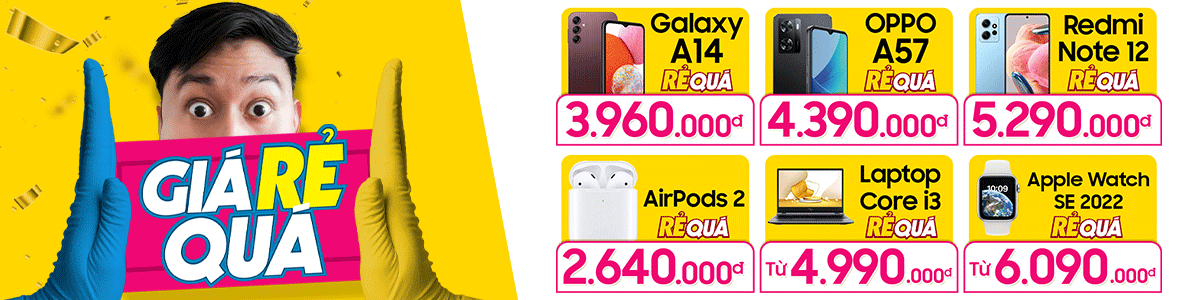 GIÁ RẺ
QUÁ
Galaxy
A14
RẺ QUÁ
3.960.000đ
OPPO
A57
RẺ QUÁ
4.390.000đ
Redmi
Note 12
RẺ QUÁ
5.290.000đ
AirPods 2
RẺ QUÁ
2.640.000đ
Laptop
Core i3
RẺ QUÁ
Từ 4.990.000đ
Apple Watch
SE 2022
RẺ QUÁ
10:09
Từ 6.090.000đ